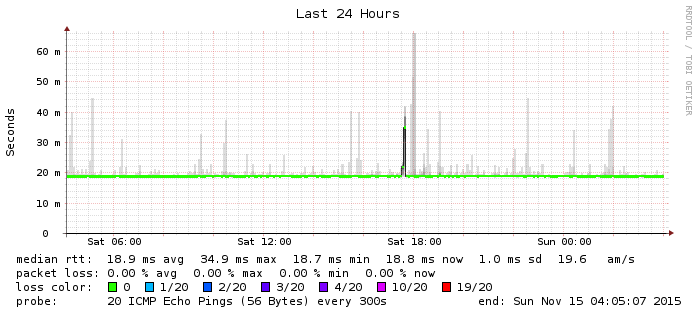 Last 24 Hours
RRDTOOL / TOBI OETIKER
Seconds
60 m
50 m
40 m
30 m
20 m
10 m
0
Sat 06:00 Sat 12:00 Sat 18:00 Sun 00:00
median rtt: 18.9 ms avg 34.9 ms max 18.7 ms min 18.8 ms now 1.0 ms sd 19.6 am/s
packet loss: 0.00 % avg 0.00 % max 0.00 % min 0.00 % now
loss color: 0 1/20 2/20 3/20 4/20 10/20 19/20
probe: 20 ICMP Echo Pings (56 Bytes) every 300s end: Sun Nov 15 04:05:07 2015